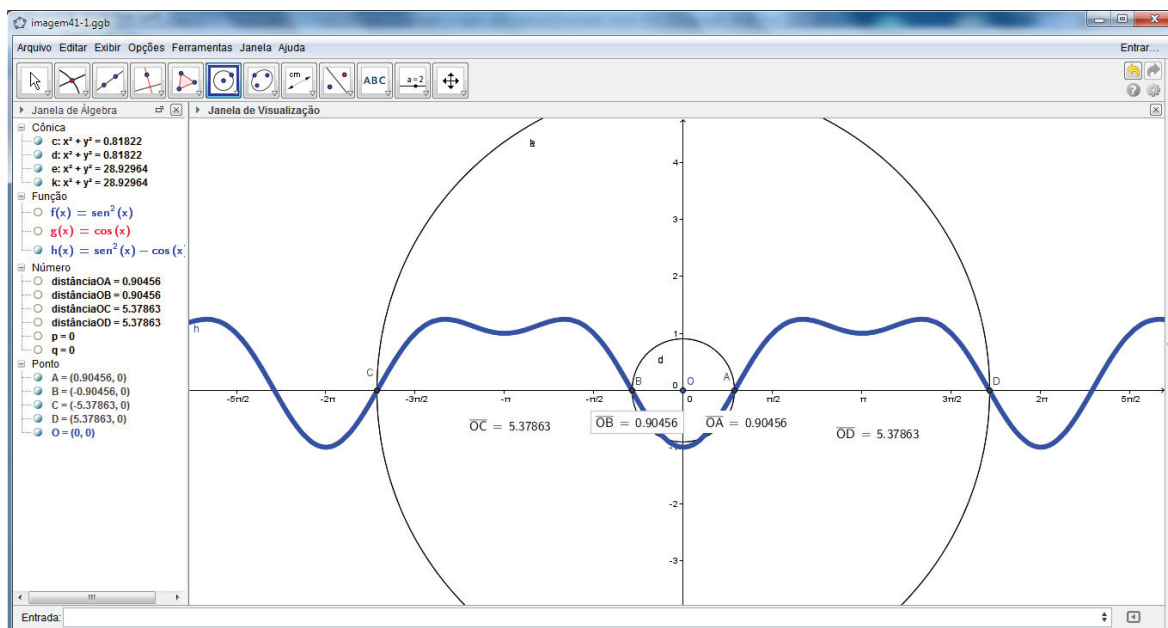 imagem41-1.ggb
Arquivo Editar Exibir Opções Ferramentas Janela Ajuda
Entrar...
cm
ABC
a=2
Janela de Álgebra
Janela de Visualização
Cônica
c: x² + y² = 0.81822
d: x² + y² = 0.81822
e: x² + y² = 28.92964
k: x² + y² = 28.92964
Função
f(x) = sen²(x)
g(x) = cos(x)
h(x) = sen²(x) − cos(x
Número
distânciaOA = 0.90456
distânciaOB = 0.90456
distânciaOC = 5.37863
distânciaOD = 5.37863
p = 0
q = 0
Ponto
A = (0.90456, 0)
B = (-0.90456, 0)
C = (-5.37863, 0)
D = (5.37863, 0)
O = (0, 0)
4
3
2
1
0
d
h
C
B
O
A
D
-5π/2 -2π -3π/2 -π -π/2 0 π/2 π 3π/2 2π 5π/2
OC = 5.37863
OB = 0.90456
OA = 0.90456
OD = 5.37863
-2
-3
Entrada: